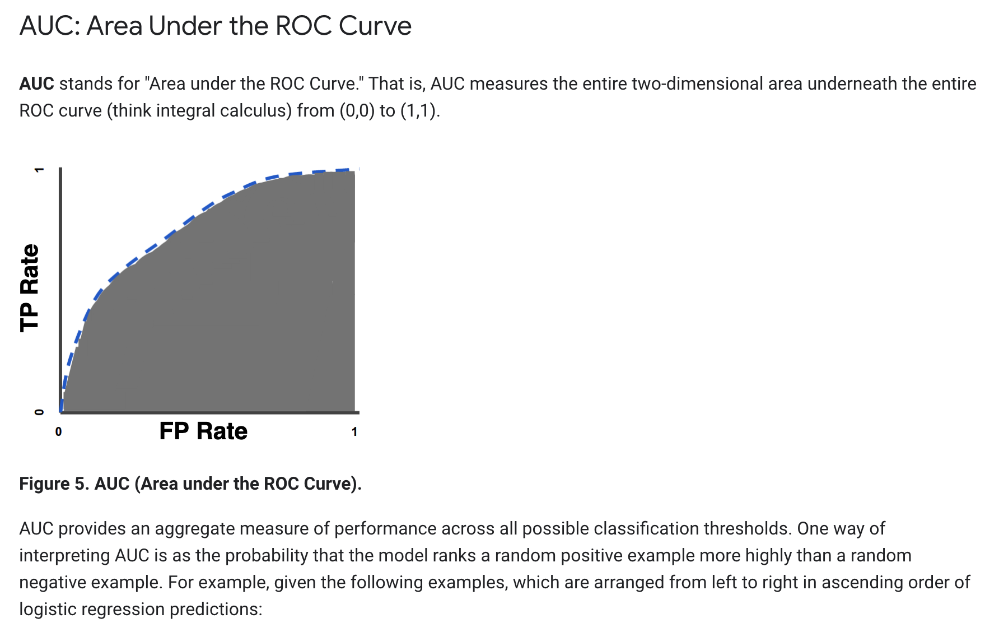 AUC: Area Under the ROC Curve
AUC stands for "Area under the ROC Curve." That is, AUC measures the entire two-dimensional area underneath the entire
ROC curve (think integral calculus) from (0,0) to (1,1).
1
TP Rate
0
0
FP Rate
1
Figure 5. AUC (Area under the ROC Curve).
AUC provides an aggregate measure of performance across all possible classification thresholds. One way of
interpreting AUC is as the probability that the model ranks a random positive example more highly than a random
negative example. For example, given the following examples, which are arranged from left to right in ascending order of
logistic regression predictions: